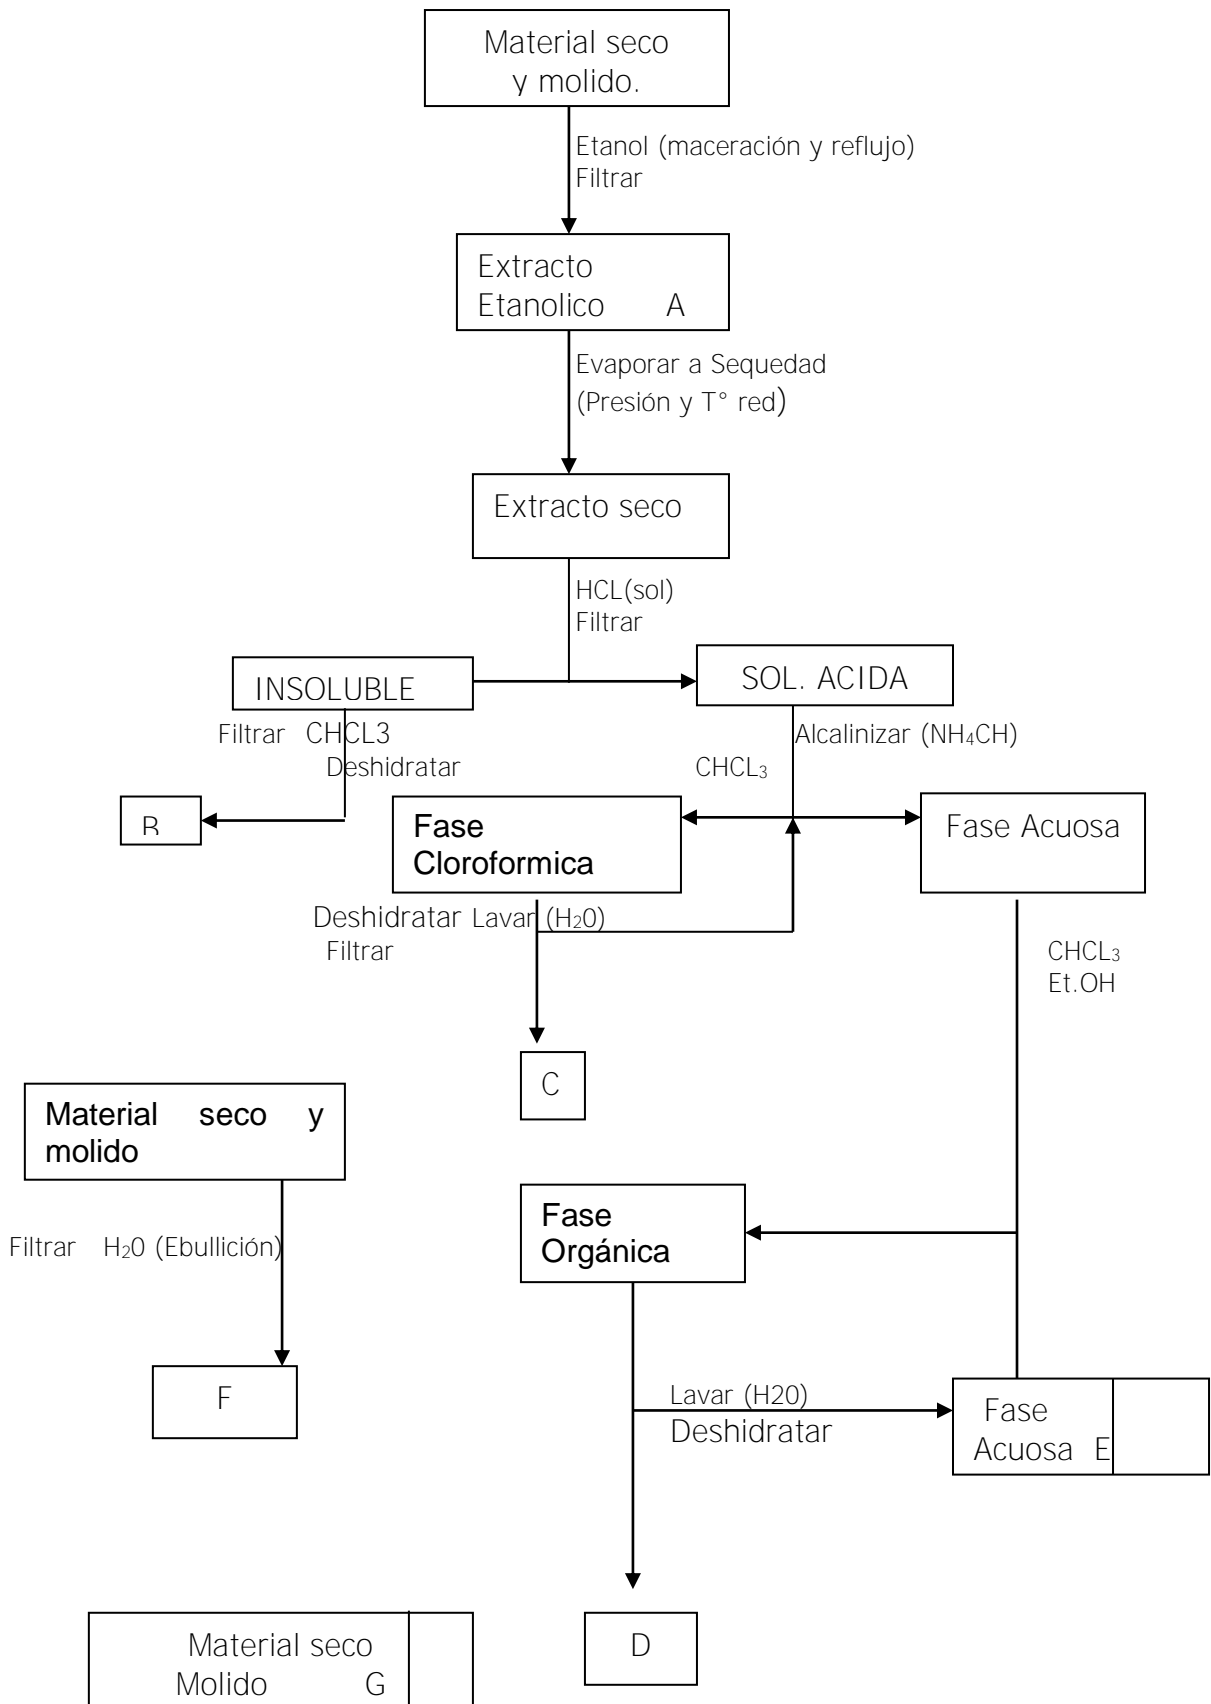 Material seco
y molido.
Etanol (maceración y reflujo)
Filtrar
Extracto
Etanolico A
Evaporar a Sequedad
(Presión y T° red)
Extracto seco
HCL(sol)
Filtrar
INSOLUBLE
SOL. ACIDA
Filtrar CHCL3
Deshidratar
Alcalinizar (NH₄CH)
CHCL₃
B
Fase
Cloroformica
Fase Acuosa
Deshidratar Lavar (H₂0)
Filtrar
CHCL₃
Et.OH
C
Material seco y
molido
Filtrar H₂0 (Ebullición)
F
Fase
Orgánica
Lavar (H20)
Deshidratar
Fase
Acuosa E
D
Material seco
Molido G